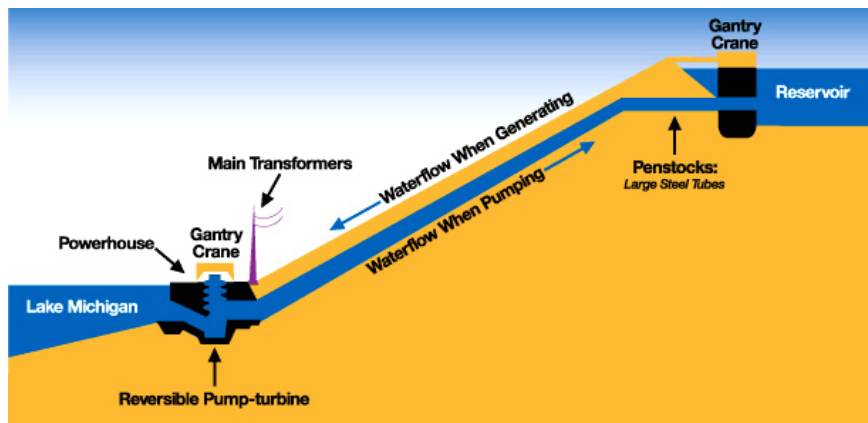 Gantry
Crane
Reservoir
Waterflow When Generating
Main Transformers
Penstocks:
Large Steel Tubes
Waterflow When Pumping
Powerhouse
Gantry
Crane
Lake Michigan
Reversible Pump-turbine